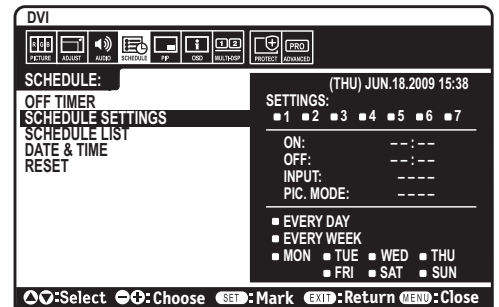 DVI
R G B 1 2 PRO
PICTURE ADJUST AUDIO SCHEDULE PIP OSD MULTI-DSP PROTECT ADVANCED
SCHEDULE:
OFF TIMER
SCHEDULE SETTINGS
SCHEDULE LIST
DATE & TIME
RESET
(THU) JUN.18.2009 15:38
SETTINGS:
■1 ■2 ■3 ■4 ■5 ■6 ■7
ON: --:--
OFF: --:--
INPUT: ----
PIC. MODE: ----
■ EVERY DAY
■ EVERY WEEK
■ MON ■ TUE ■ WED ■ THU
■ FRI ■ SAT ■ SUN
Select Choose SET:Mark EXIT:Return MENU:Close